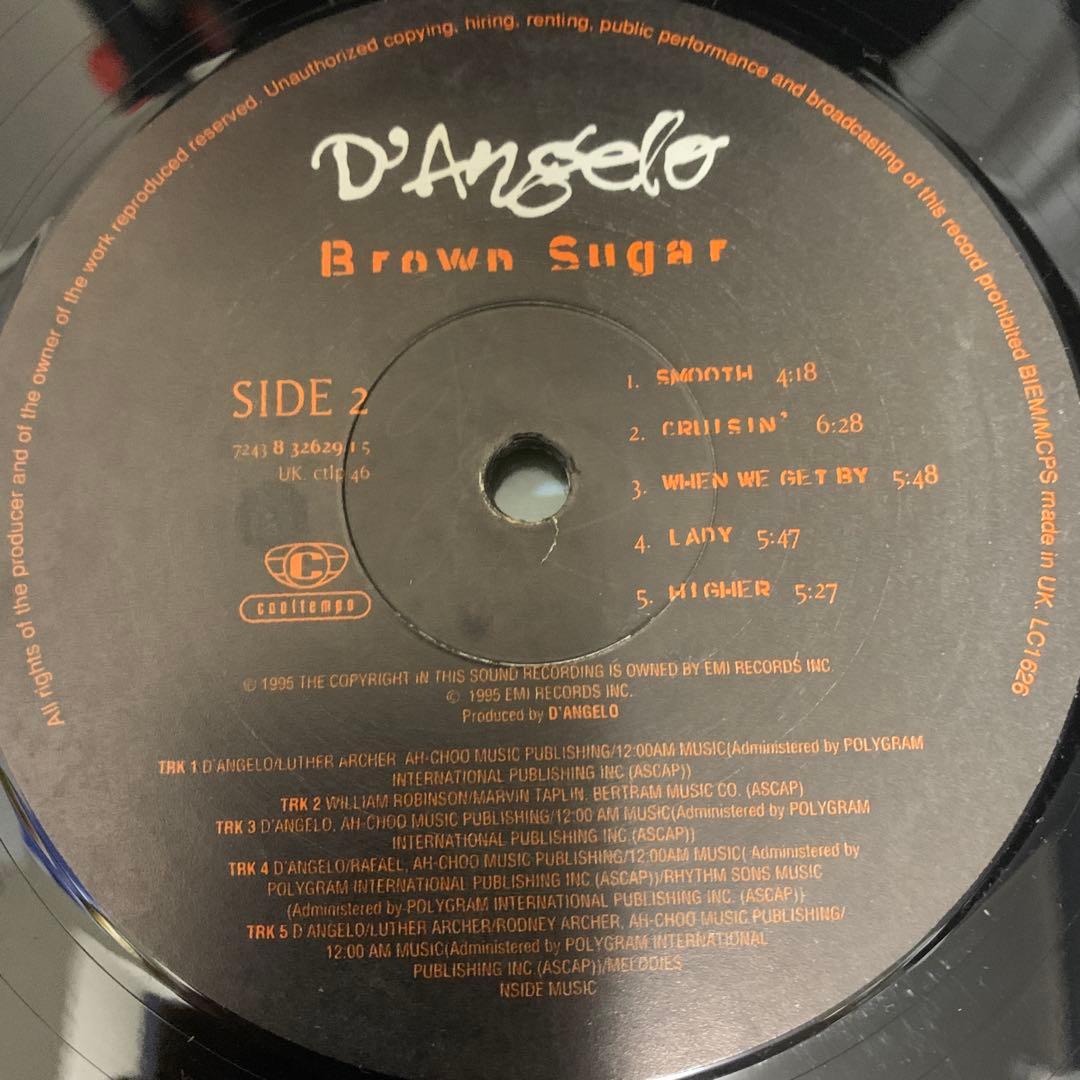 All rights of the producer and of the owner of the work reproduced reserved. Unauthorized copying, hiring, renting, public performance and broadcasting of this record prohibited BIEM/MCPS made in UK. LC1626
D'Angelo
Brown Sugar
SIDE 2
7243 8 32629 1 5
UK. ctlp 46
cooltempo
1. SMOOTH 4:18
2. CRUISIN' 6:28
3. WHEN WE GET BY 5:48
4. LADY 5:47
5. HIGHER 5:27
℗ 1995 THE COPYRIGHT IN THIS SOUND RECORDING IS OWNED BY EMI RECORDS INC.
© 1995 EMI RECORDS INC.
Produced by D'ANGELO
TRK 1 D'ANGELO/LUTHER ARCHER AH-CHOO MUSIC PUBLISHING/12:00AM MUSIC(Administered by POLYGRAM
INTERNATIONAL PUBLISHING INC (ASCAP))
TRK 2 WILLIAM ROBINSON/MARVIN TAPLIN. BERTRAM MUSIC CO. (ASCAP)
TRK 3 D'ANGELO, AH-CHOO MUSIC PUBLISHING/12:00 AM MUSIC(Administered by POLYGRAM
INTERNATIONAL PUBLISHING INC.(ASCAP))
TRK 4 D'ANGELO/RAFAEL, AH-CHOO MUSIC PUBLISHING/12:00AM MUSIC( Administered by
POLYGRAM INTERNATIONAL PUBLISHING INC (ASCAP))/RHYTHM SONS MUSIC
(Administered by POLYGRAM INTERNATIONAL PUBLISHING INC. (ASCAP))
TRK 5 D'ANGELO/LUTHER ARCHER/RODNEY ARCHER, AH-CHOO MUSIC PUBLISHING/
12:00 AM MUSIC(Administered by POLYGRAM INTERNATIONAL
PUBLISHING INC.(ASCAP))/MELODIES
NSIDE MUSIC